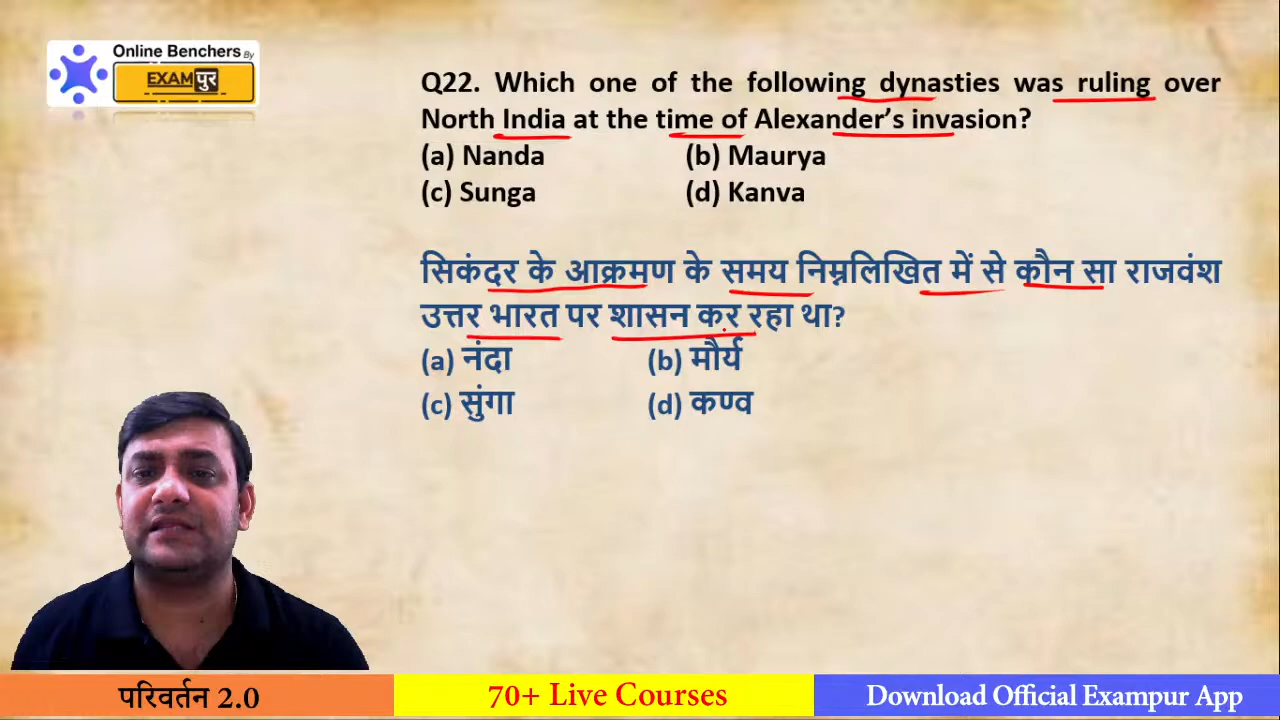 Online Benchers By
EXAMपुर
Q22. Which one of the following dynasties was ruling over
North India at the time of Alexander’s invasion?
(a) Nanda (b) Maurya
(c) Sunga (d) Kanva
सिकंदर के आक्रमण के समय निम्नलिखित में से कौन सा राजवंश
उत्तर भारत पर शासन कर रहा था?
(a) नंदा (b) मौर्य
(c) सुंगा (d) कण्व
परिवर्तन 2.0
70+ Live Courses
Download Official Exampur App